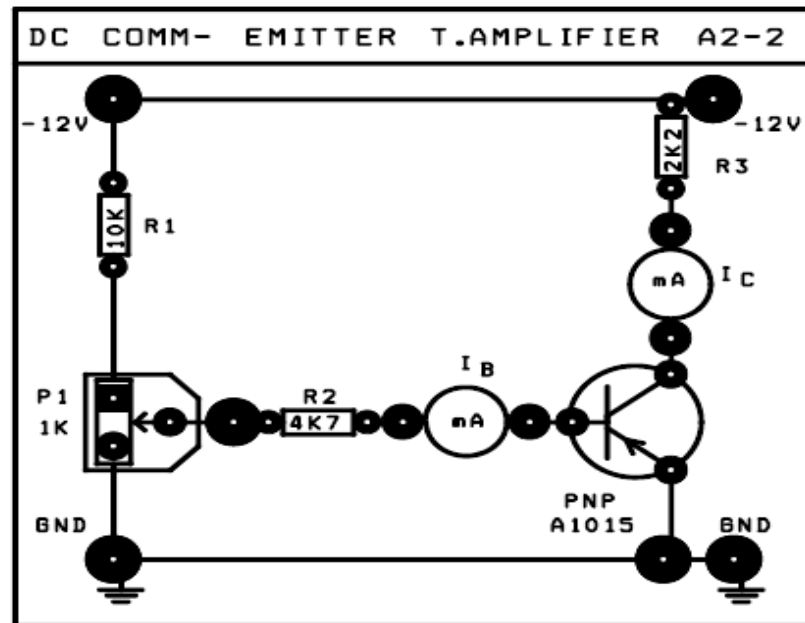 DC COMM- EMITTER T.AMPLIFIER A2-2
-12V
-12V
2K2
R3
10K
R1
mA
I C
P1
1K
R2
4K7
I B
mA
PNP
A1015
GND
GND